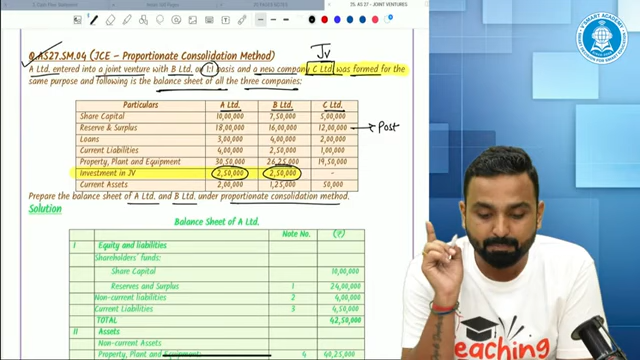 25. AS 27 - JOINT VENTURES
JV
Q.AS27.SM.04 (JCE - Proportionate Consolidation Method)
A Ltd. entered into a joint venture with B Ltd. on 1:1 basis and a new company C Ltd. was formed for the
same purpose and following is the balance sheet of all the three companies:
Particulars A Ltd. B Ltd. C Ltd.
Share Capital 10,00,000 7,50,000 5,00,000
Reserve & Surplus 18,00,000 16,00,000 12,00,000 → Post
Loans 3,00,000 4,00,000 2,00,000
Current Liabilities 4,00,000 2,50,000 1,00,000
Property, Plant and Equipment 30,50,000 26,25,000 19,50,000
Investment in JV 2,50,000 2,50,000 -
Current Assets 2,00,000 1,25,000 50,000
Prepare the balance sheet of A Ltd. and B Ltd. under proportionate consolidation method.
Solution
Balance Sheet of A Ltd.
Note No. (₹)
I Equity and liabilities
Shareholders' funds:
Share Capital 10,00,000
Reserves and Surplus 1 24,00,000
Non-current liabilities 2 4,00,000
Current Liabilities 3 4,50,000
TOTAL 42,50,000
II Assets
Non-current Assets
Property, Plant and Equipment: 4 40,25,000
V'SMART ACADEMY
teaching